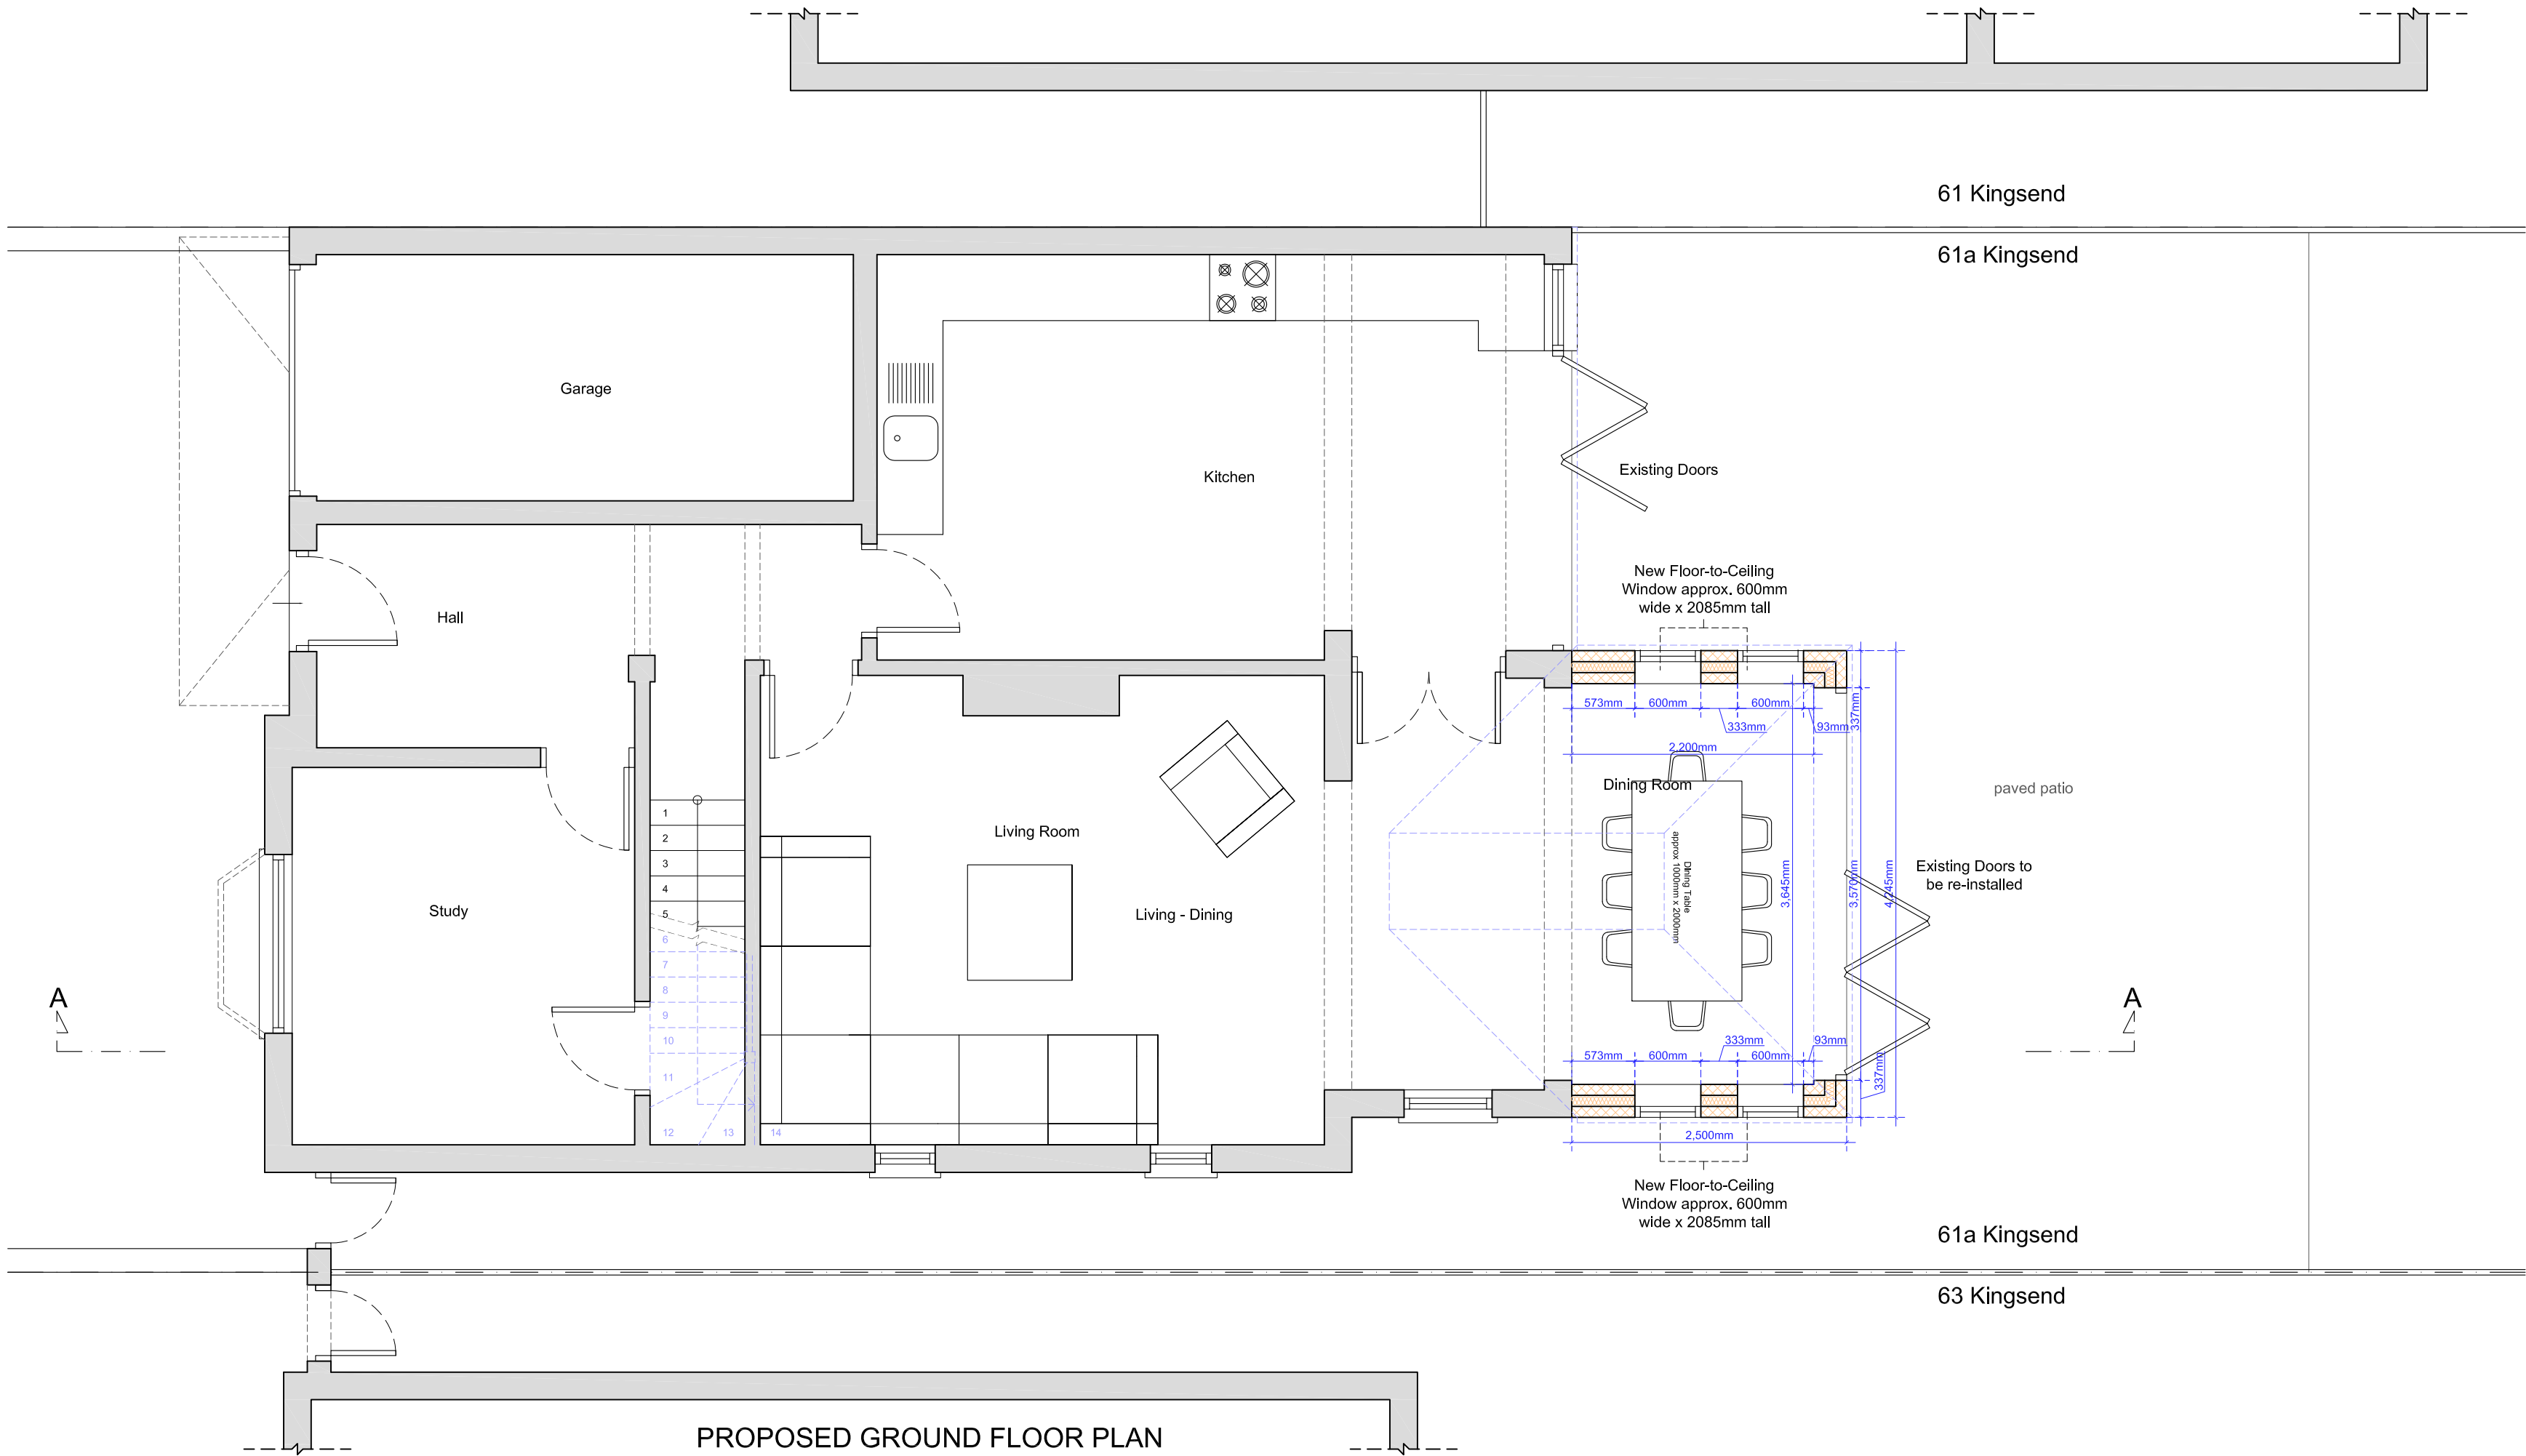 61 Kingsend
61a Kingsend
Garage
Existing Doors
Kitchen
New Floor-to-Ceiling
Window approx. 600mm
wide x 2085mm tall
Hall
573mm
600mm
333mm
600mm
93mm
337mm
2,200mm
Dining Room
paved patio
Living Room
Dining Table
approx 1000mm x 2000mm
3,645mm
3,570mm
4,245mm
Existing Doors to
be re-installed
Study
Living - Dining
1
2
3
4
5
6
7
8
9
10
11
12
13
14
A
A
573mm
600mm
333mm
600mm
93mm
337mm
2,500mm
New Floor-to-Ceiling
Window approx. 600mm
wide x 2085mm tall
61a Kingsend
63 Kingsend
PROPOSED GROUND FLOOR PLAN